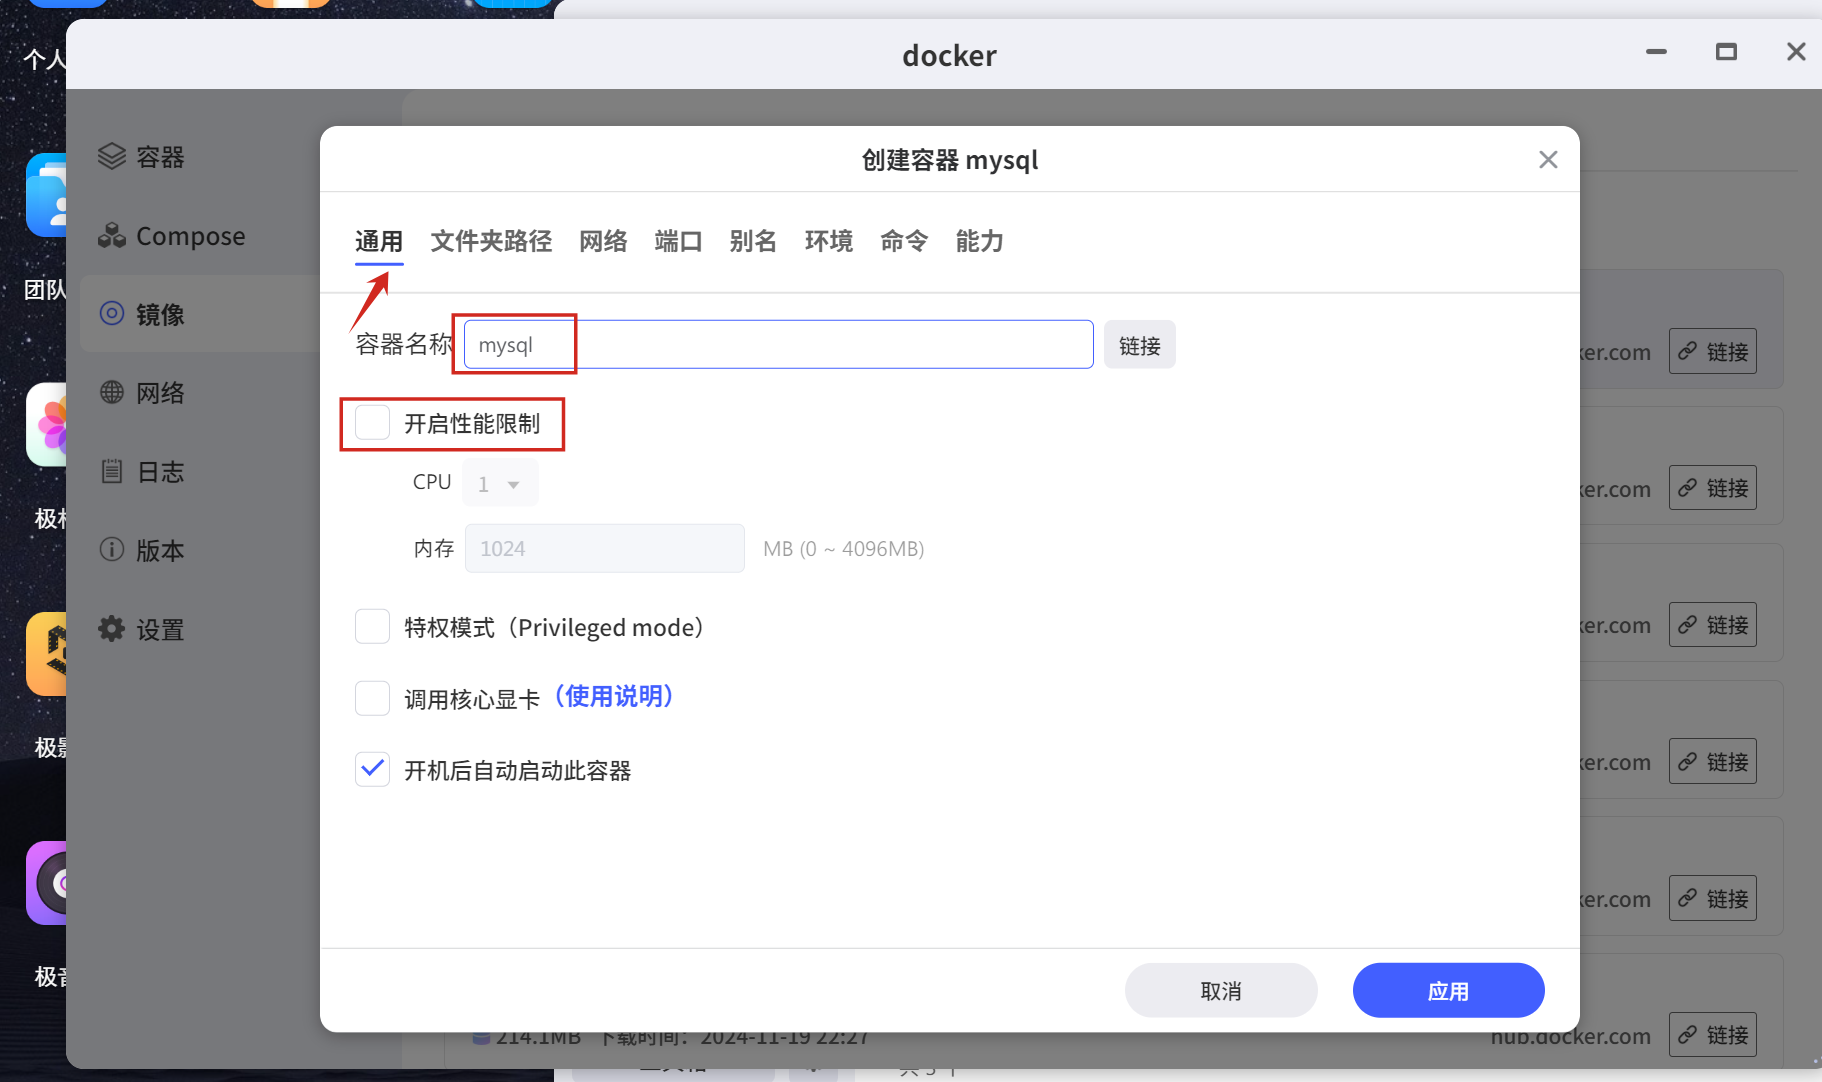 docker
个人
团队
容器
Compose
镜像
网络
日志
版本
设置
创建容器 mysql
通用 文件夹路径 网络 端口 别名 环境 命令 能力
容器名称 mysql 链接
开启性能限制
CPU 1
内存 1024 MB (0 ~ 4096MB)
特权模式（Privileged mode）
调用核心显卡（使用说明）
开机后自动启动此容器
取消 应用
ker.com 链接
ker.com 链接
ker.com 链接
ker.com 链接
ker.com 链接
214.1MB 下载时间：2024-11-19 22:27 hub.docker.com 链接
极
极影
极音